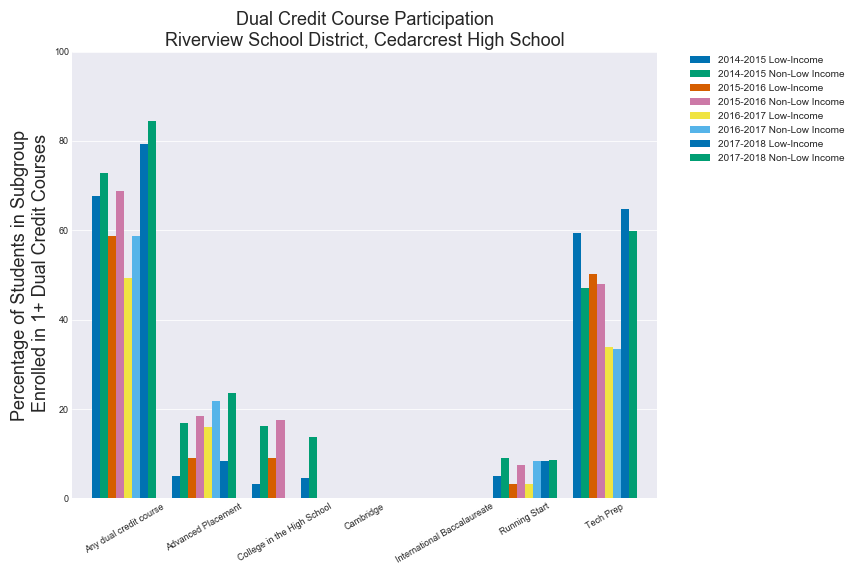 Dual Credit Course Participation
Riverview School District, Cedarcrest High School
Percentage of Students in Subgroup
Enrolled in 1+ Dual Credit Courses
100
80
60
40
20
0
Any dual credit course
Advanced Placement
College in the High School
Cambridge
International Baccalaureate
Running Start
Tech Prep
2014-2015 Low-Income
2014-2015 Non-Low Income
2015-2016 Low-Income
2015-2016 Non-Low Income
2016-2017 Low-Income
2016-2017 Non-Low Income
2017-2018 Low-Income
2017-2018 Non-Low Income